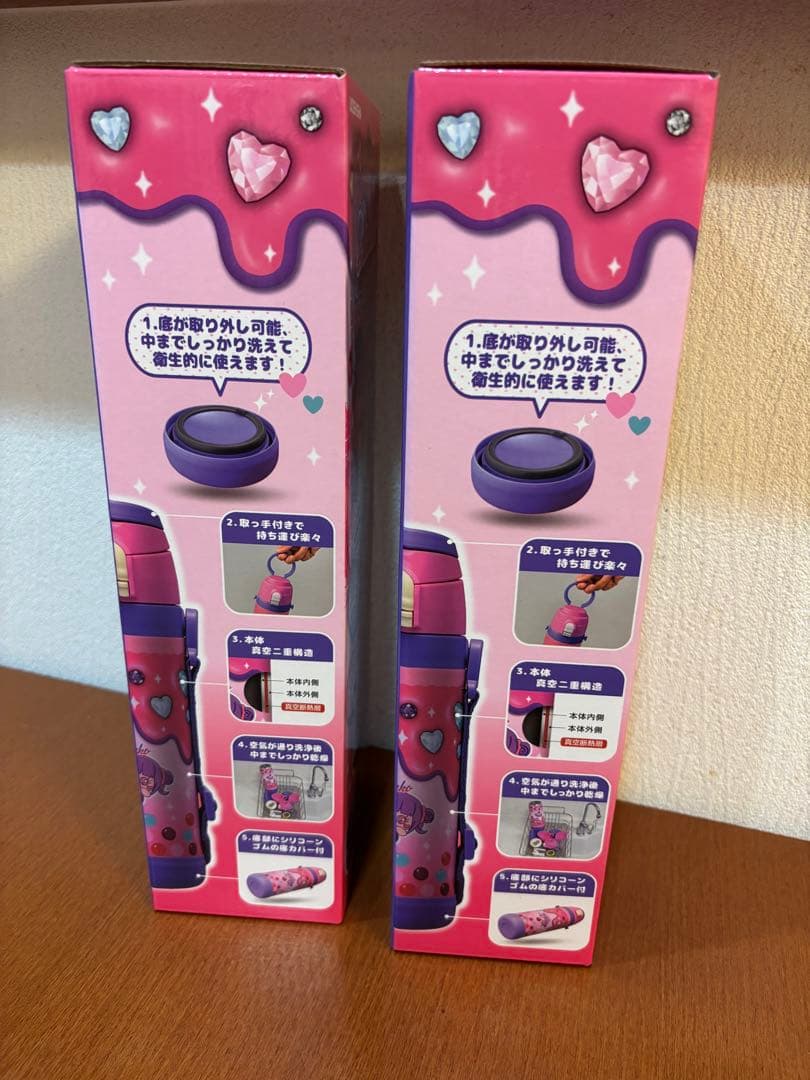 1.底が取り外し可能、
中までしっかり洗えて
衛生的に使えます!
2.取っ手付きで
持ち運び楽々
3.本体
真空二重構造
本体内側
本体外側
真空断熱層
4.空気が通り洗浄後
中までしっかり乾燥
5.底部にシリコーン
ゴムの底カバー付
1.底が取り外し可能、
中までしっかり洗えて
衛生的に使えます!
2.取っ手付きで
持ち運び楽々
3.本体
真空二重構造
本体内側
本体外側
真空断熱層
4.空気が通り洗浄後
中までしっかり乾燥
5.底部にシリコーン
ゴムの底カバー付